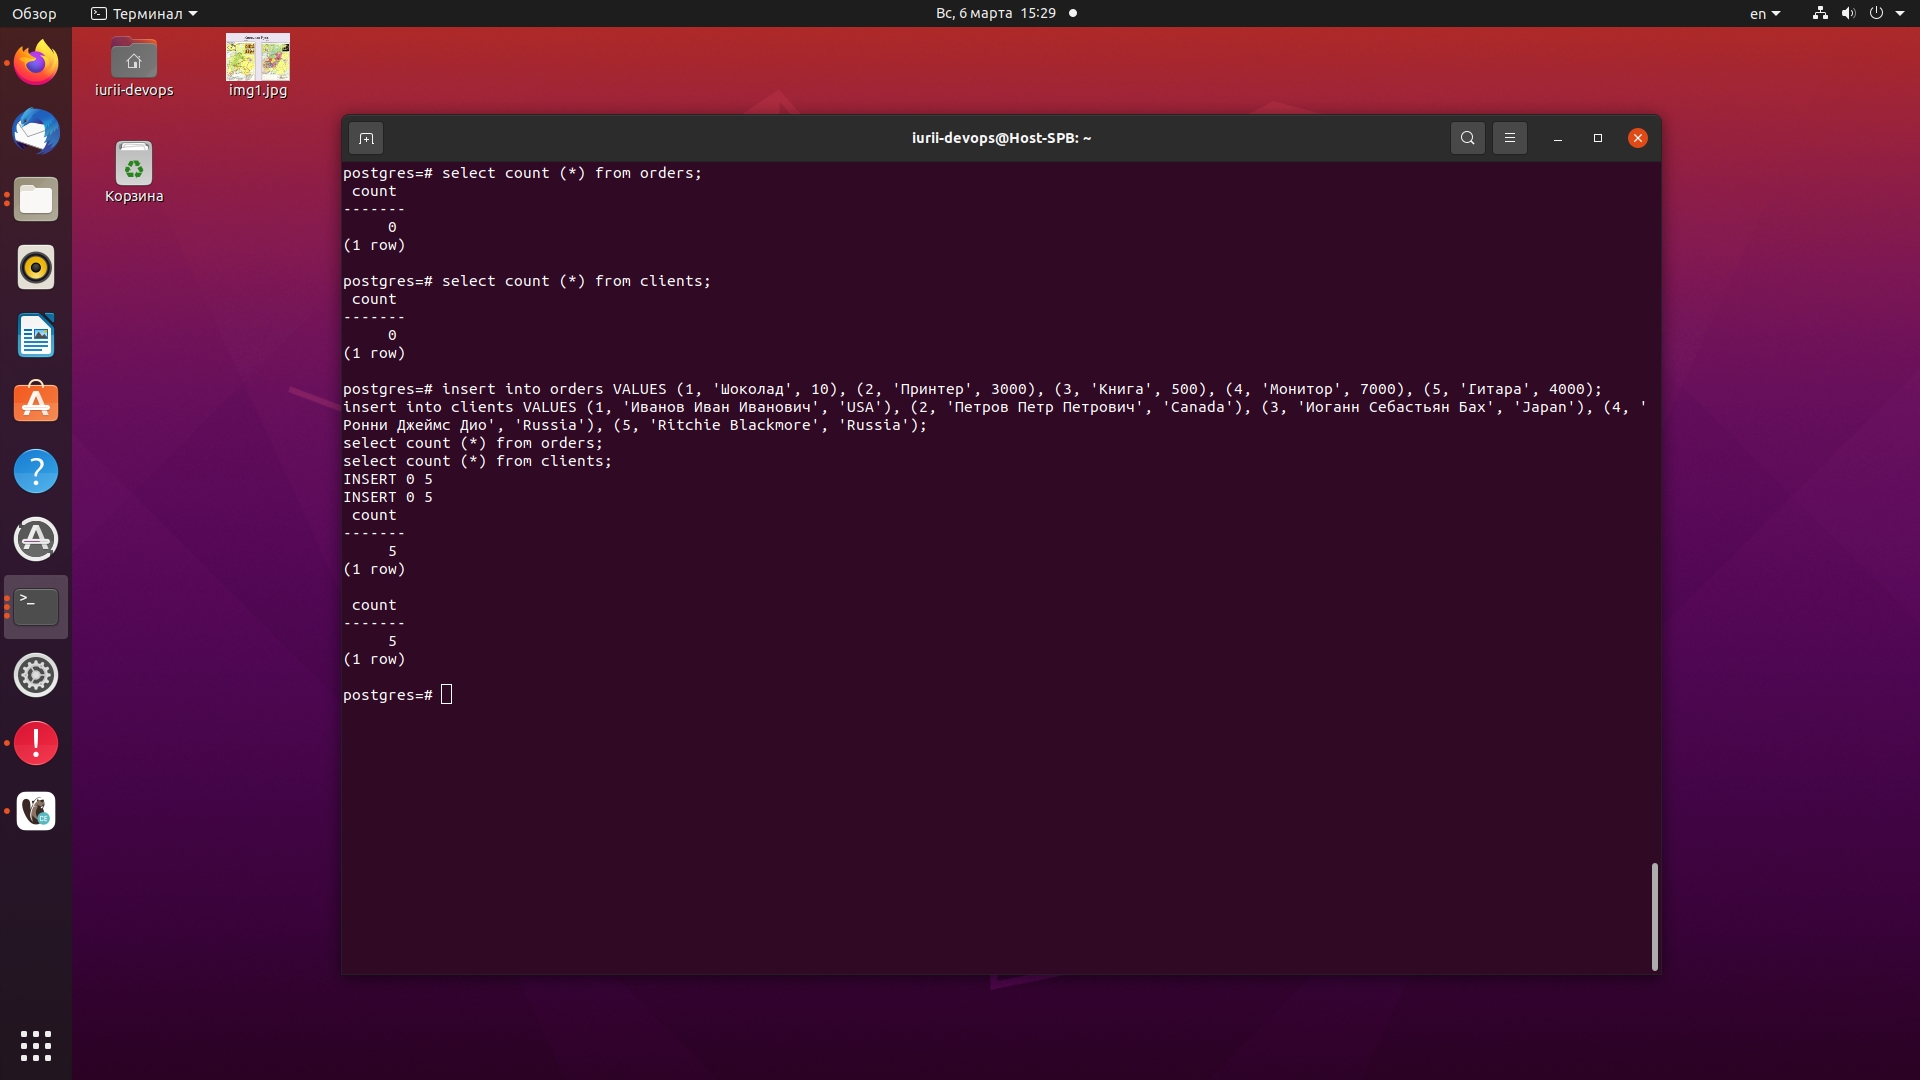 Обзор
Терминал
Вс, 6 марта 15:29
en
iurii-devops
img1.jpg
Корзина
iurii-devops@Host-SPB: ~
postgres=# select count (*) from orders;
count
-------
0
(1 row)
postgres=# select count (*) from clients;
count
-------
0
(1 row)
postgres=# insert into orders VALUES (1, 'Шоколад', 10), (2, 'Принтер', 3000), (3, 'Книга', 500), (4, 'Монитор', 7000), (5, 'Гитара', 4000);
insert into clients VALUES (1, 'Иванов Иван Иванович', 'USA'), (2, 'Петров Петр Петрович', 'Canada'), (3, 'Иоганн Себастьян Бах', 'Japan'), (4, '
Ронни Джеймс Дио', 'Russia'), (5, 'Ritchie Blackmore', 'Russia');
select count (*) from orders;
select count (*) from clients;
INSERT 0 5
INSERT 0 5
count
-------
5
(1 row)
count
-------
5
(1 row)
postgres=#